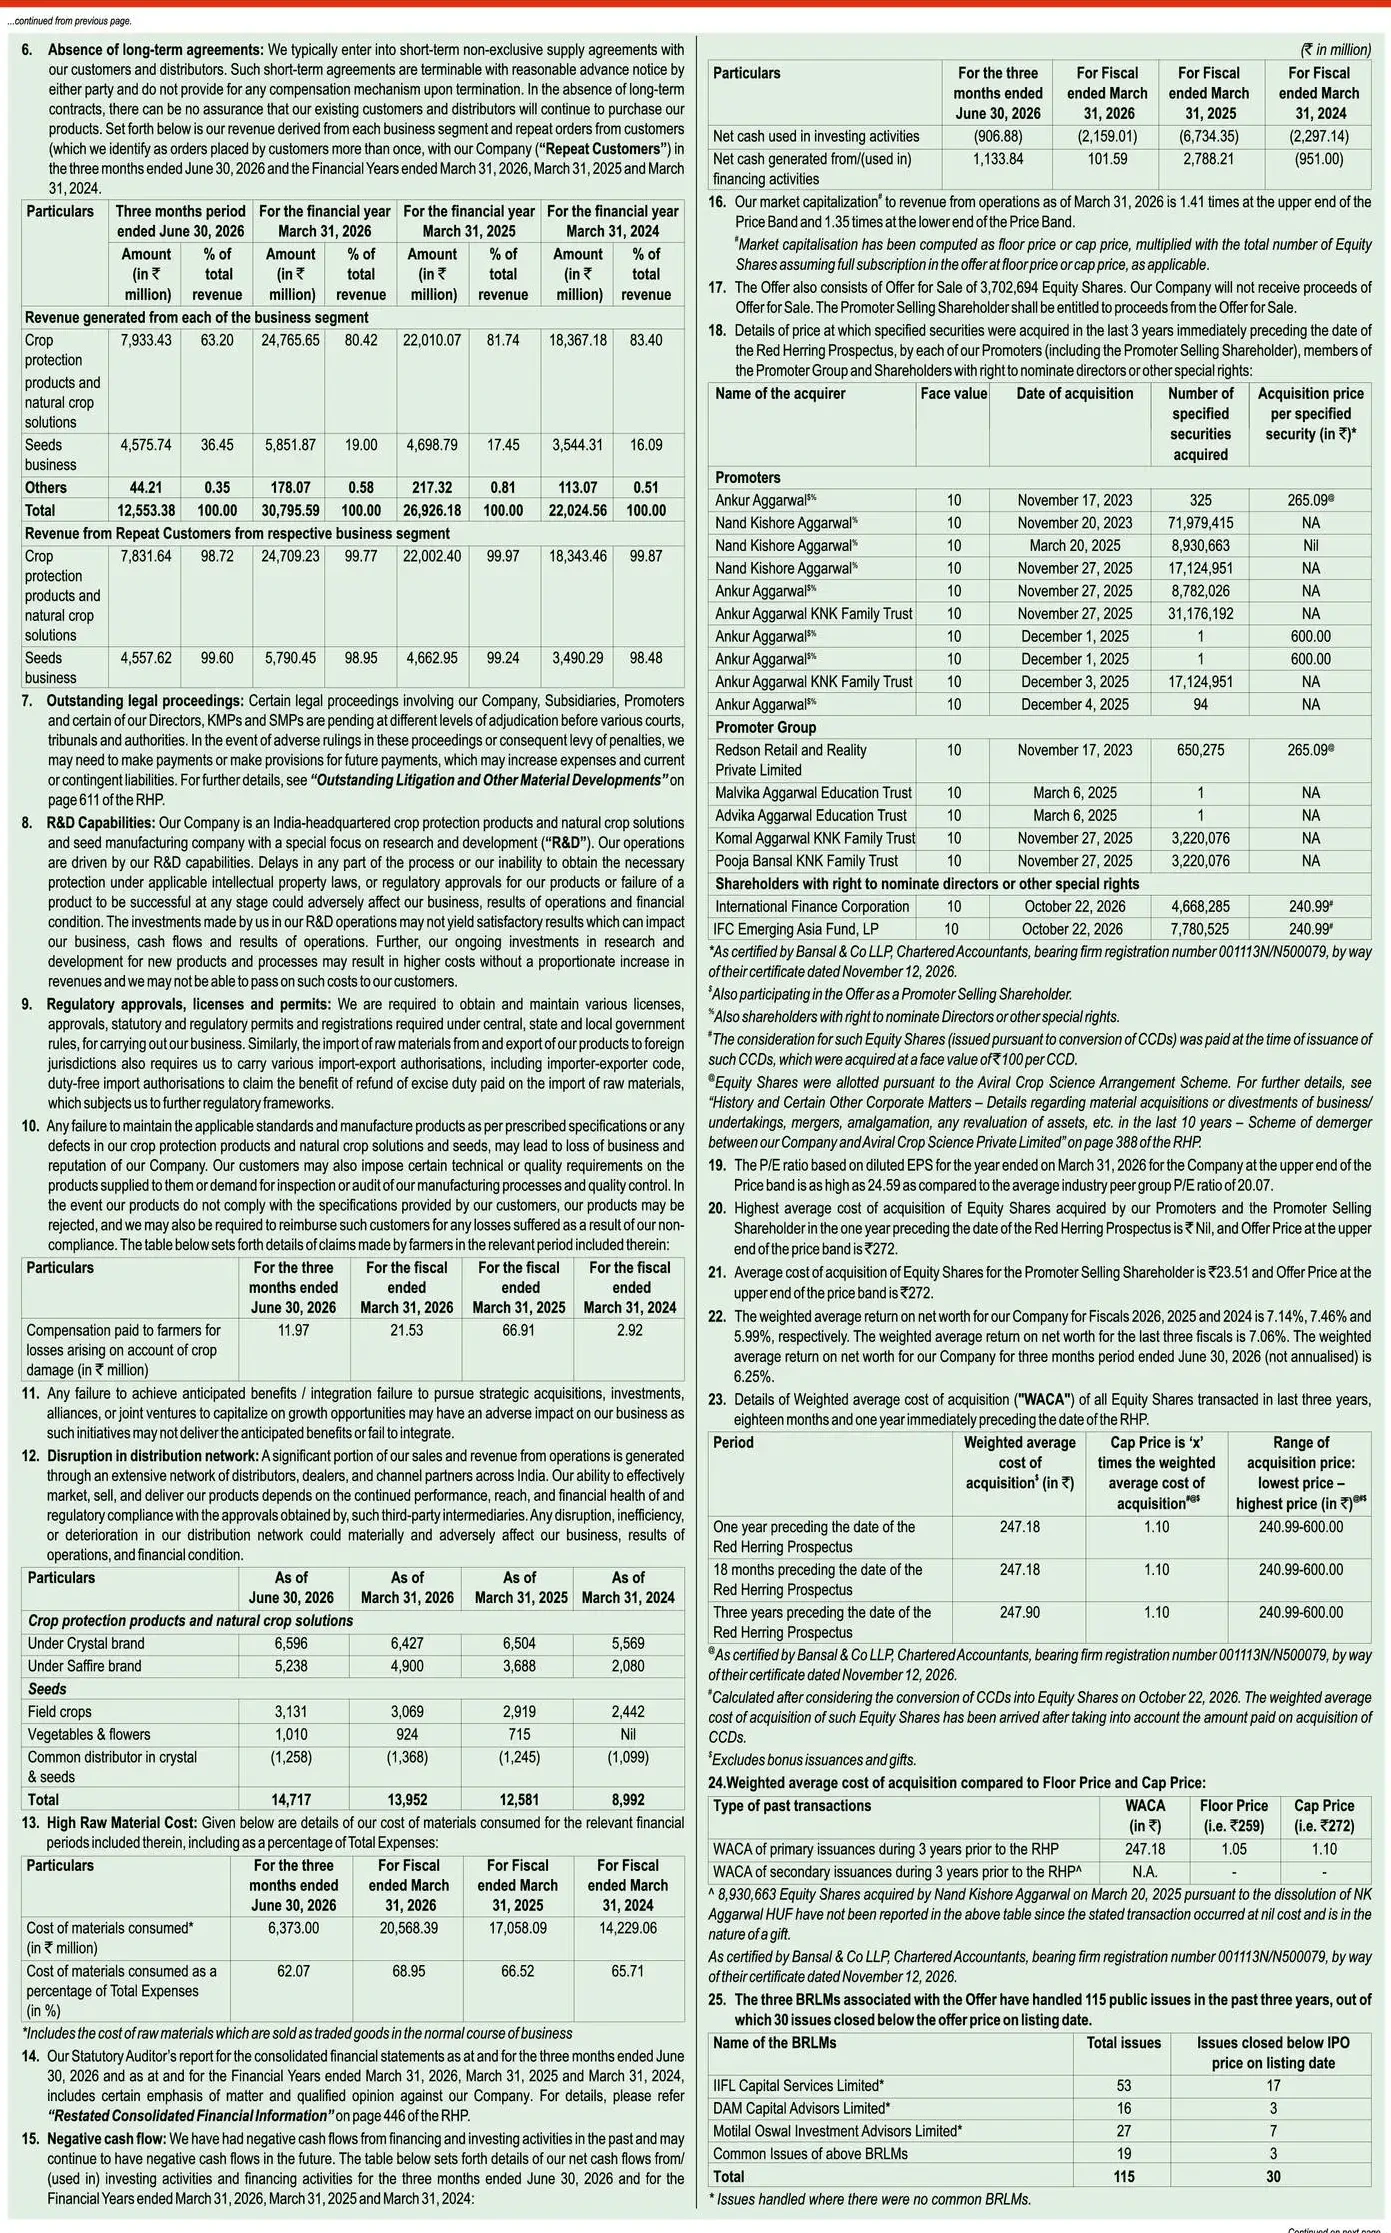 ...continued from previous page.
6. Absence of long-term agreements: We typically enter into short-term non-exclusive supply agreements with
our customers and distributors. Such short-term agreements are terminable with reasonable advance notice by
either party and do not provide for any compensation mechanism upon termination. In the absence of long-term
contracts, there can be no assurance that our existing customers and distributors will continue to purchase our
products. Set forth below is our revenue derived from each business segment and repeat orders from customers
(which we identify as orders placed by customers more than once, with our Company (“Repeat Customers”) in
the three months ended June 30, 2026 and the Financial Years ended March 31, 2026, March 31, 2025 and March
31, 2024.
Particulars Three months period For the financial year For the financial year For the financial year
ended June 30, 2026 March 31, 2026 March 31, 2025 March 31, 2024
Amount % of Amount % of Amount % of Amount % of
(in ₹ total (in ₹ total (in ₹ total (in ₹ total
million) revenue million) revenue million) revenue million) revenue
Revenue generated from each of the business segment
Crop 7,933.43 63.20 24,765.65 80.42 22,010.07 81.74 18,367.18 83.40
protection
products and
natural crop
solutions
Seeds 4,575.74 36.45 5,851.87 19.00 4,698.79 17.45 3,544.31 16.09
business
Others 44.21 0.35 178.07 0.58 217.32 0.81 113.07 0.51
Total 12,553.38 100.00 30,795.59 100.00 26,926.18 100.00 22,024.56 100.00
Revenue from Repeat Customers from respective business segment
Crop 7,831.64 98.72 24,709.23 99.77 22,002.40 99.97 18,343.46 99.87
protection
products and
natural crop
solutions
Seeds 4,557.62 99.60 5,790.45 98.95 4,662.95 99.24 3,490.29 98.48
business
7. Outstanding legal proceedings: Certain legal proceedings involving our Company, Subsidiaries, Promoters
and certain of our Directors, KMPs and SMPs are pending at different levels of adjudication before various courts,
tribunals and authorities. In the event of adverse rulings in these proceedings or consequent levy of penalties, we
may need to make payments or make provisions for future payments, which may increase expenses and current
or contingent liabilities. For further details, see “Outstanding Litigation and Other Material Developments” on
page 611 of the RHP.
8. R&D Capabilities: Our Company is an India-headquartered crop protection products and natural crop solutions
and seed manufacturing company with a special focus on research and development (“R&D”). Our operations
are driven by our R&D capabilities. Delays in any part of the process or our inability to obtain the necessary
protection under applicable intellectual property laws, or regulatory approvals for our products or failure of a
product to be successful at any stage could adversely affect our business, results of operations and financial
condition. The investments made by us in our R&D operations may not yield satisfactory results which can impact
our business, cash flows and results of operations. Further, our ongoing investments in research and
development for new products and processes may result in higher costs without a proportionate increase in
revenues and we may not be able to pass on such costs to our customers.
9. Regulatory approvals, licenses and permits: We are required to obtain and maintain various licenses,
approvals, statutory and regulatory permits and registrations required under central, state and local government
rules, for carrying out our business. Similarly, the import of raw materials from and export of our products to foreign
jurisdictions also requires us to carry various import-export authorisations, including importer-exporter code,
duty-free import authorisations to claim the benefit of refund of excise duty paid on the import of raw materials,
which subjects us to further regulatory frameworks.
10. Any failure to maintain the applicable standards and manufacture products as per prescribed specifications or any
defects in our crop protection products and natural crop solutions and seeds, may lead to loss of business and
reputation of our Company. Our customers may also impose certain technical or quality requirements on the
products supplied to them or demand for inspection or audit of our manufacturing processes and quality control. In
the event our products do not comply with the specifications provided by our customers, our products may be
rejected, and we may also be required to reimburse such customers for any losses suffered as a result of our non-
compliance. The table below sets forth details of claims made by farmers in the relevant period included therein:
Particulars For the three For the fiscal For the fiscal For the fiscal
months ended ended ended ended
June 30, 2026 March 31, 2026 March 31, 2025 March 31, 2024
Compensation paid to farmers for 11.97 21.53 66.91 2.92
losses arising on account of crop
damage (in ₹ million)
11. Any failure to achieve anticipated benefits / integration failure to pursue strategic acquisitions, investments,
alliances, or joint ventures to capitalize on growth opportunities may have an adverse impact on our business as
such initiatives may not deliver the anticipated benefits or fail to integrate.
12. Disruption in distribution network: A significant portion of our sales and revenue from operations is generated
through an extensive network of distributors, dealers, and channel partners across India. Our ability to effectively
market, sell, and deliver our products depends on the continued performance, reach, and financial health of and
regulatory compliance with the approvals obtained by, such third-party intermediaries. Any disruption, inefficiency,
or deterioration in our distribution network could materially and adversely affect our business, results of
operations, and financial condition.
Particulars As of As of As of As of
June 30, 2026 March 31, 2026 March 31, 2025 March 31, 2024
Crop protection products and natural crop solutions
Under Crystal brand 6,596 6,427 6,504 5,569
Under Saffire brand 5,238 4,900 3,688 2,080
Seeds
Field crops 3,131 3,069 2,919 2,442
Vegetables & flowers 1,010 924 715 Nil
Common distributor in crystal (1,258) (1,368) (1,245) (1,099)
& seeds
Total 14,717 13,952 12,581 8,992
13. High Raw Material Cost: Given below are details of our cost of materials consumed for the relevant financial
periods included therein, including as a percentage of Total Expenses:
Particulars For the three For Fiscal For Fiscal For Fiscal
months ended ended March ended March ended March
June 30, 2026 31, 2026 31, 2025 31, 2024
Cost of materials consumed* 6,373.00 20,568.39 17,058.09 14,229.06
(in ₹ million)
Cost of materials consumed as a 62.07 68.95 66.52 65.71
percentage of Total Expenses
(in %)
*Includes the cost of raw materials which are sold as traded goods in the normal course of business
14. Our Statutory Auditor's report for the consolidated financial statements as at and for the three months ended June
30, 2026 and as at and for the Financial Years ended March 31, 2026, March 31, 2025 and March 31, 2024,
includes certain emphasis of matter and qualified opinion against our Company. For details, please refer
“Restated Consolidated Financial Information” on page 446 of the RHP.
15. Negative cash flow: We have had negative cash flows from financing and investing activities in the past and may
continue to have negative cash flows in the future. The table below sets forth details of our net cash flows from/
(used in) investing activities and financing activities for the three months ended June 30, 2026 and for the
Financial Years ended March 31, 2026, March 31, 2025 and March 31, 2024:
(₹ in million)
Particulars For the three For Fiscal For Fiscal For Fiscal
months ended ended March ended March ended March
June 30, 2026 31, 2026 31, 2025 31, 2024
Net cash used in investing activities (906.88) (2,159.01) (6,734.35) (2,297.14)
Net cash generated from/(used in) 1,133.84 101.59 2,788.21 (951.00)
financing activities
16. Our market capitalization# to revenue from operations as of March 31, 2026 is 1.41 times at the upper end of the
Price Band and 1.35 times at the lower end of the Price Band.
#Market capitalisation has been computed as floor price or cap price, multiplied with the total number of Equity
Shares assuming full subscription in the offer at floor price or cap price, as applicable.
17. The Offer also consists of Offer for Sale of 3,702,694 Equity Shares. Our Company will not receive proceeds of
Offer for Sale. The Promoter Selling Shareholder shall be entitled to proceeds from the Offer for Sale.
18. Details of price at which specified securities were acquired in the last 3 years immediately preceding the date of
the Red Herring Prospectus, by each of our Promoters (including the Promoter Selling Shareholder), members of
the Promoter Group and Shareholders with right to nominate directors or other special rights:
Name of the acquirer Face value Date of acquisition Number of Acquisition price
specified per specified
securities security (in ₹)*
acquired
Promoters
Ankur Aggarwal$% 10 November 17, 2023 325 265.09@
Nand Kishore Aggarwal% 10 November 20, 2023 71,979,415 NA
Nand Kishore Aggarwal% 10 March 20, 2025 8,930,663 Nil
Nand Kishore Aggarwal% 10 November 27, 2025 17,124,951 NA
Ankur Aggarwal$% 10 November 27, 2025 8,782,026 NA
Ankur Aggarwal KNK Family Trust 10 November 27, 2025 31,176,192 NA
Ankur Aggarwal$% 10 December 1, 2025 1 600.00
Ankur Aggarwal$% 10 December 1, 2025 1 600.00
Ankur Aggarwal KNK Family Trust 10 December 3, 2025 17,124,951 NA
Ankur Aggarwal$% 10 December 4, 2025 94 NA
Promoter Group
Redson Retail and Reality 10 November 17, 2023 650,275 265.09@
Private Limited
Malvika Aggarwal Education Trust 10 March 6, 2025 1 NA
Advika Aggarwal Education Trust 10 March 6, 2025 1 NA
Komal Aggarwal KNK Family Trust 10 November 27, 2025 3,220,076 NA
Pooja Bansal KNK Family Trust 10 November 27, 2025 3,220,076 NA
Shareholders with right to nominate directors or other special rights
International Finance Corporation 10 October 22, 2026 4,668,285 240.99#
IFC Emerging Asia Fund, LP 10 October 22, 2026 7,780,525 240.99#
*As certified by Bansal & Co LLP, Chartered Accountants, bearing firm registration number 001113N/N500079, by way
of their certificate dated November 12, 2026.
$Also participating in the Offer as a Promoter Selling Shareholder.
%Also shareholders with right to nominate Directors or other special rights.
#The consideration for such Equity Shares (issued pursuant to conversion of CCDs) was paid at the time of issuance of
such CCDs, which were acquired at a face value of ₹100 per CCD.
@Equity Shares were allotted pursuant to the Aviral Crop Science Arrangement Scheme. For further details, see
“History and Certain Other Corporate Matters – Details regarding material acquisitions or divestments of business/
undertakings, mergers, amalgamation, any revaluation of assets, etc. in the last 10 years – Scheme of demerger
between our Company and Aviral Crop Science Private Limited” on page 388 of the RHP.
19. The P/E ratio based on diluted EPS for the year ended on March 31, 2026 for the Company at the upper end of the
Price band is as high as 24.59 as compared to the average industry peer group P/E ratio of 20.07.
20. Highest average cost of acquisition of Equity Shares acquired by our Promoters and the Promoter Selling
Shareholder in the one year preceding the date of the Red Herring Prospectus is ₹ Nil, and Offer Price at the upper
end of the price band is ₹272.
21. Average cost of acquisition of Equity Shares for the Promoter Selling Shareholder is ₹23.51 and Offer Price at the
upper end of the price band is ₹272.
22. The weighted average return on net worth for our Company for Fiscals 2026, 2025 and 2024 is 7.14%, 7.46% and
5.99%, respectively. The weighted average return on net worth for the last three fiscals is 7.06%. The weighted
average return on net worth for our Company for three months period ended June 30, 2026 (not annualised) is
6.25%.
23. Details of Weighted average cost of acquisition ("WACA") of all Equity Shares transacted in last three years,
eighteen months and one year immediately preceding the date of the RHP.
Period Weighted average Cap Price is ‘x’ Range of
cost of times the weighted acquisition price:
acquisition$ (in ₹) average cost of lowest price –
acquisition#@$ highest price (in ₹)@#$
One year preceding the date of the 247.18 1.10 240.99-600.00
Red Herring Prospectus
18 months preceding the date of the 247.18 1.10 240.99-600.00
Red Herring Prospectus
Three years preceding the date of the 247.90 1.10 240.99-600.00
Red Herring Prospectus
@As certified by Bansal & Co LLP, Chartered Accountants, bearing firm registration number 001113N/N500079, by way
of their certificate dated November 12, 2026.
#Calculated after considering the conversion of CCDs into Equity Shares on October 22, 2026. The weighted average
cost of acquisition of such Equity Shares has been arrived after taking into account the amount paid on acquisition of
CCDs.
$Excludes bonus issuances and gifts.
24.Weighted average cost of acquisition compared to Floor Price and Cap Price:
Type of past transactions WACA Floor Price Cap Price
(in ₹) (i.e. ₹259) (i.e. ₹272)
WACA of primary issuances during 3 years prior to the RHP 247.18 1.05 1.10
WACA of secondary issuances during 3 years prior to the RHP^ N.A. - -
^ 8,930,663 Equity Shares acquired by Nand Kishore Aggarwal on March 20, 2025 pursuant to the dissolution of NK
Aggarwal HUF have not been reported in the above table since the stated transaction occurred at nil cost and is in the
nature of a gift.
As certified by Bansal & Co LLP, Chartered Accountants, bearing firm registration number 001113N/N500079, by way
of their certificate dated November 12, 2026.
25. The three BRLMs associated with the Offer have handled 115 public issues in the past three years, out of
which 30 issues closed below the offer price on listing date.
Name of the BRLMs Total issues Issues closed below IPO
price on listing date
IIFL Capital Services Limited* 53 17
DAM Capital Advisors Limited* 16 3
Motilal Oswal Investment Advisors Limited* 27 7
Common Issues of above BRLMs 19 3
Total 115 30
* Issues handled where there were no common BRLMs.
Continued on next page